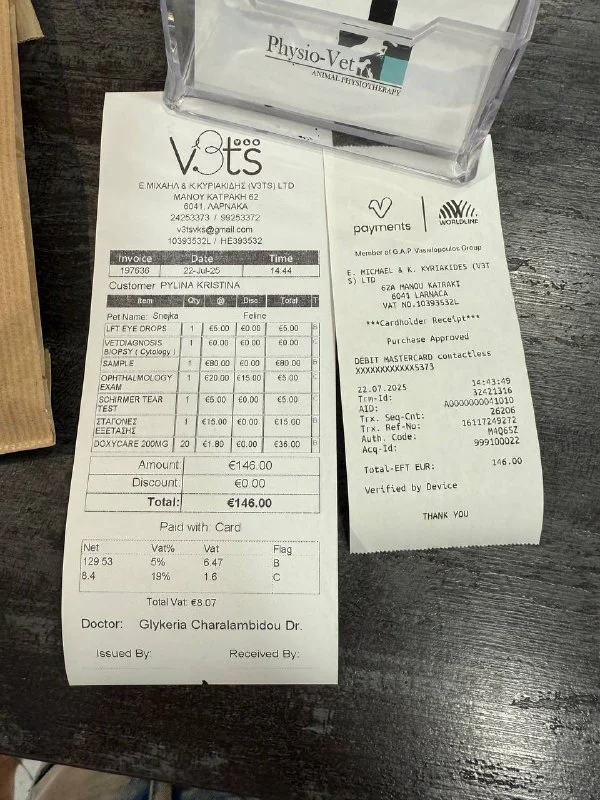 Physio-Vet
ANIMAL PHYSIOTHERAPY
V3ts
Ε.ΜΙΧΑΗΛ & Κ.ΚΥΡΙΑΚΙΔΗΣ (V3TS) LTD
ΜΑΝΟΥ ΚΑΤΡΑΚΗ 62
6041, ΛΑΡΝΑΚΑ
24253373 / 99253372
v3tsvks@gmail.com
10393532L / HE393532
Invoice Date Time
197636 22-Jul-25 14:44
Customer PYLINA KRISTINA
Item Qty @ Disc. Total T
Pet Name: Snejka Feline
LFT EYE DROPS 1 €5.00 €0.00 €5.00 B
VETDIAGNOSIS BIOPSY ( Cytology ) 1 €0.00 €0.00 €0.00 C
SAMPLE 1 €80.00 €0.00 €80.00 B
OPHTHALMOLOGY EXAM 1 €20.00 €15.00 €5.00 C
SCHIRMER TEAR TEST 1 €5.00 €0.00 €5.00 C
ΣΤΑΓΟΝΕΣ ΕΞΕΤΑΣΗΣ 1 €15.00 €0.00 €15.00 B
DOXYCARE 200MG 20 €1.80 €0.00 €36.00 B
Amount: €146.00
Discount: €0.00
Total: €146.00
Paid with: Card
Net Vat% Vat Flag
129.53 5% 6.47 B
8.4 19% 1.6 C
Total Vat: €8.07
Doctor: Glykeria Charalambidou Dr.
Issued By: Received By:
payments
WORLDLINE
Member of G.A.P Vassilopoulos Group
E. MICHAEL & K. KYRIAKIDES (V3T
S) LTD
62A MANOU KATRAKI
6041 LARNACA
VAT NO.10393532L
***Cardholder Receipt***
Purchase Approved
DEBIT MASTERCARD contactless
XXXXXXXXXXXX5373
22.07.2025 14:43:49
Trm-Id: 32421316
AID: A0000000041010
Trx. Seq-Cnt: 26206
Trx. Ref-No: 16117249272
Auth. Code: M4Q65Z
Acq-Id: 999100022
Total-EFT EUR: 146.00
Verified by Device
THANK YOU